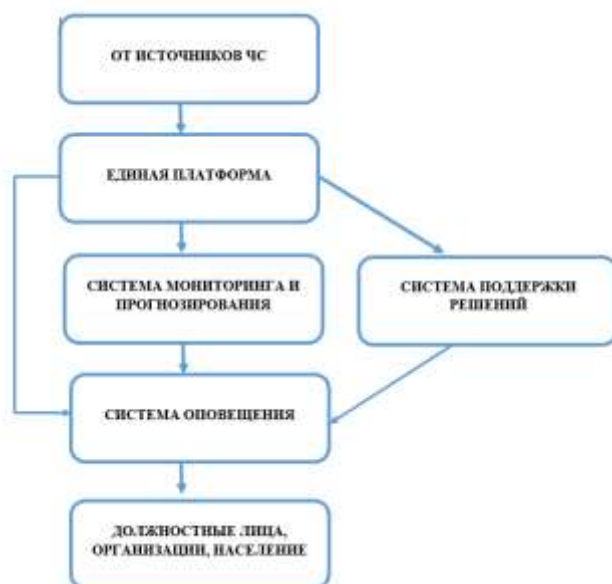 ОТ ИСТОЧНИКОВ ЧС
ЕДИНАЯ ПЛАТФОРМА
СИСТЕМА МОНИТОРИНГА И
ПРОГНОЗИРОВАНИЯ
СИСТЕМА ПОДДЕРЖКИ
РЕШЕНИЙ
СИСТЕМА ОПОВЕЩЕНИЯ
ДОЛЖНОСТНЫЕ ЛИЦА,
ОРГАНИЗАЦИИ, НАСЕЛЕНИЕ